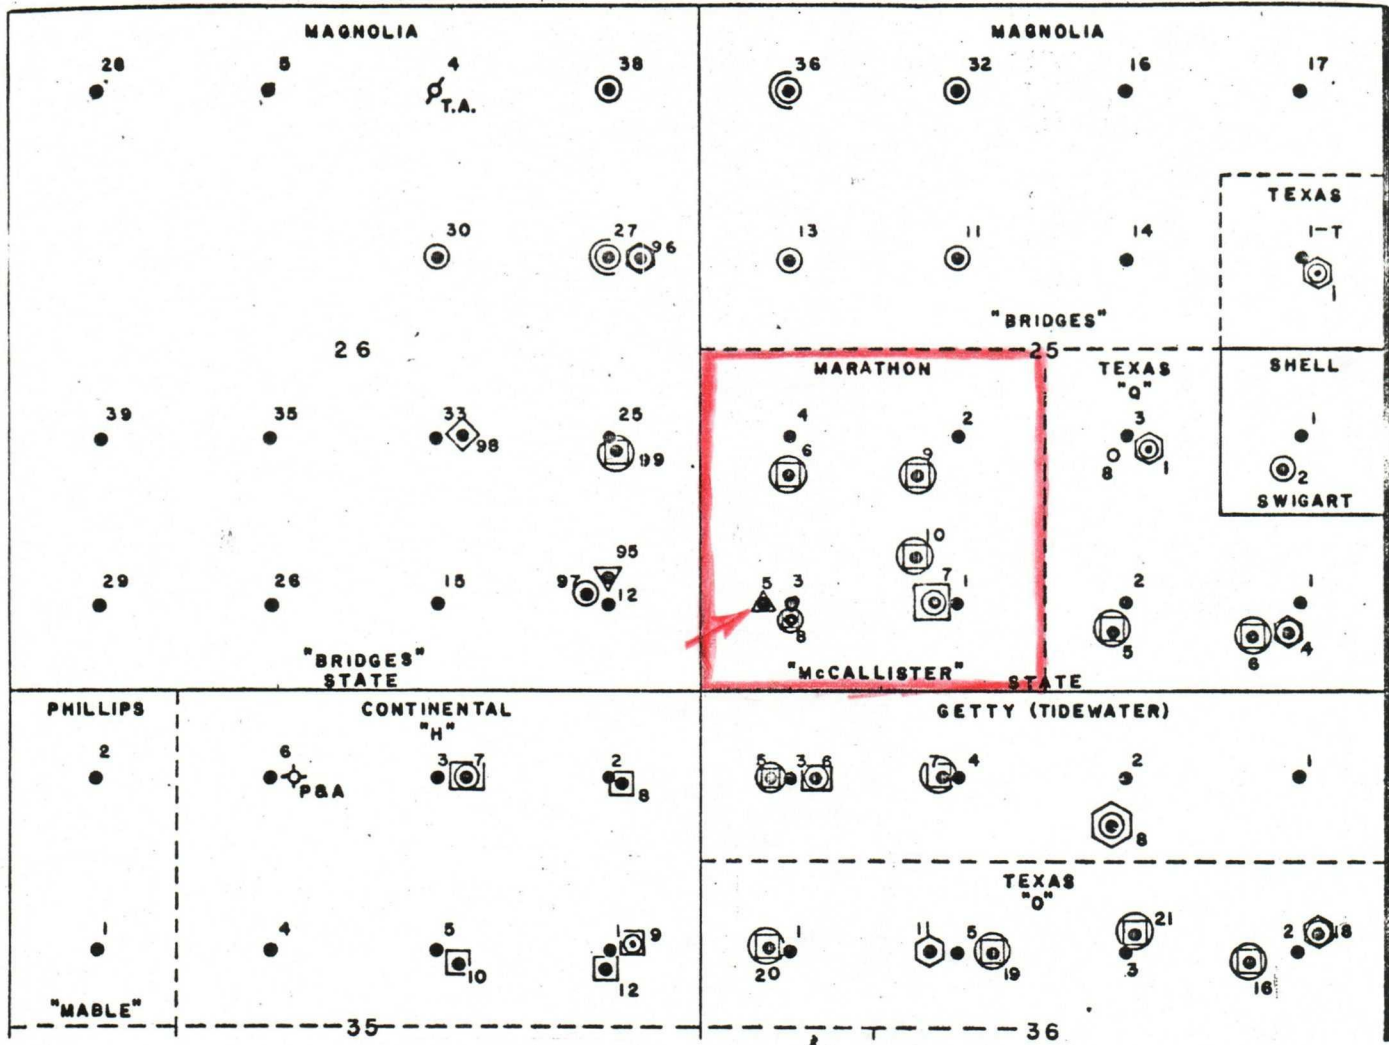 MAGNOLIA
28 5 4 38
T.A.
30 27 96
26
39 35 33 25
98 99
95
29 26 15 97 12
"BRIDGES"
STATE
MAGNOLIA
36 32 16 17
TEXAS
13 11 14 1-T
1
"BRIDGES"
25
MARATHON
4 2
6 9
10
5 3 7 1
8
"McCALLISTER"
STATE
TEXAS
"Q"
3
8 1
2 1
5 6 4
SHELL
1
2
SWIGART
PHILLIPS
2
1
"MABLE"
CONTINENTAL
"H"
6 3 7 2
P&A 8
4 5 1 9
10 12
35
GETTY (TIDEWATER)
5 3 6 7 4 2 1
8
TEXAS
"O"
1 11 5 21 2 18
20 19 3 16
36